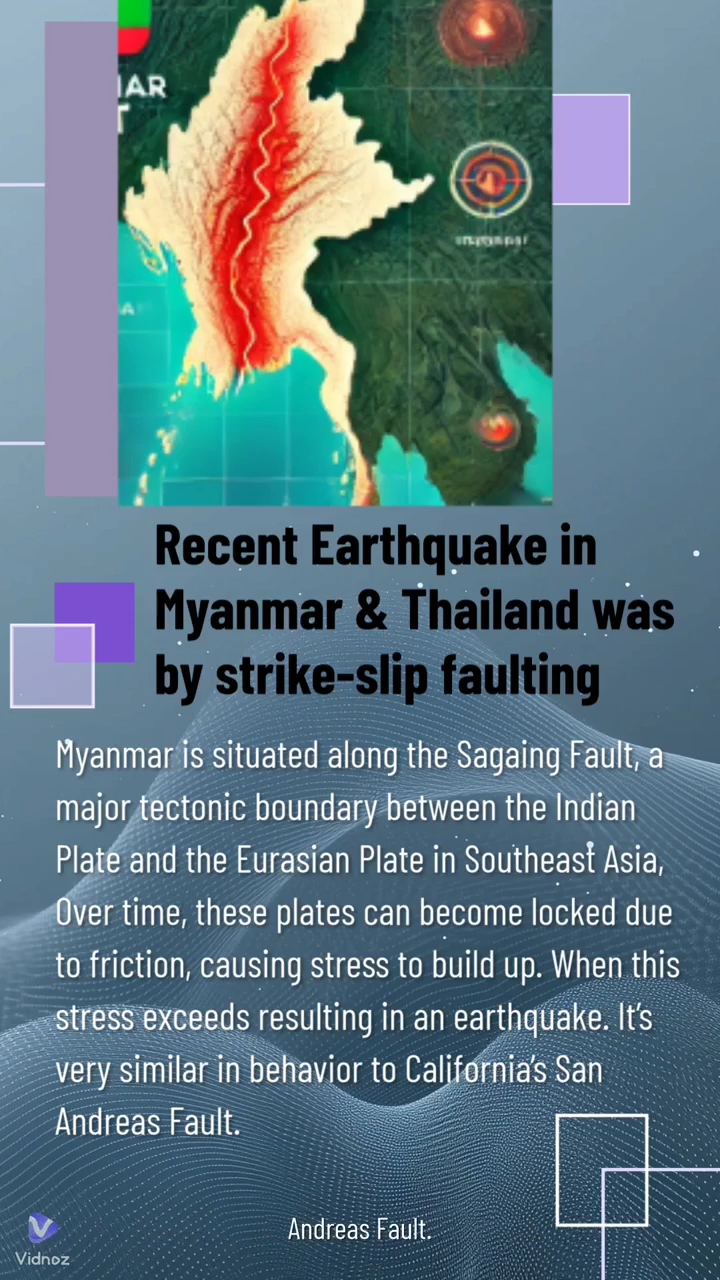 Recent Earthquake in
Myanmar & Thailand was
by strike-slip faulting
Myanmar is situated along the Sagaing Fault, a
major tectonic boundary between the Indian
Plate and the Eurasian Plate in Southeast Asia,
Over time, these plates can become locked due
to friction, causing stress to build up. When this
stress exceeds resulting in an earthquake. It’s
very similar in behavior to California’s San
Andreas Fault.
Andreas Fault.
Vidnoz